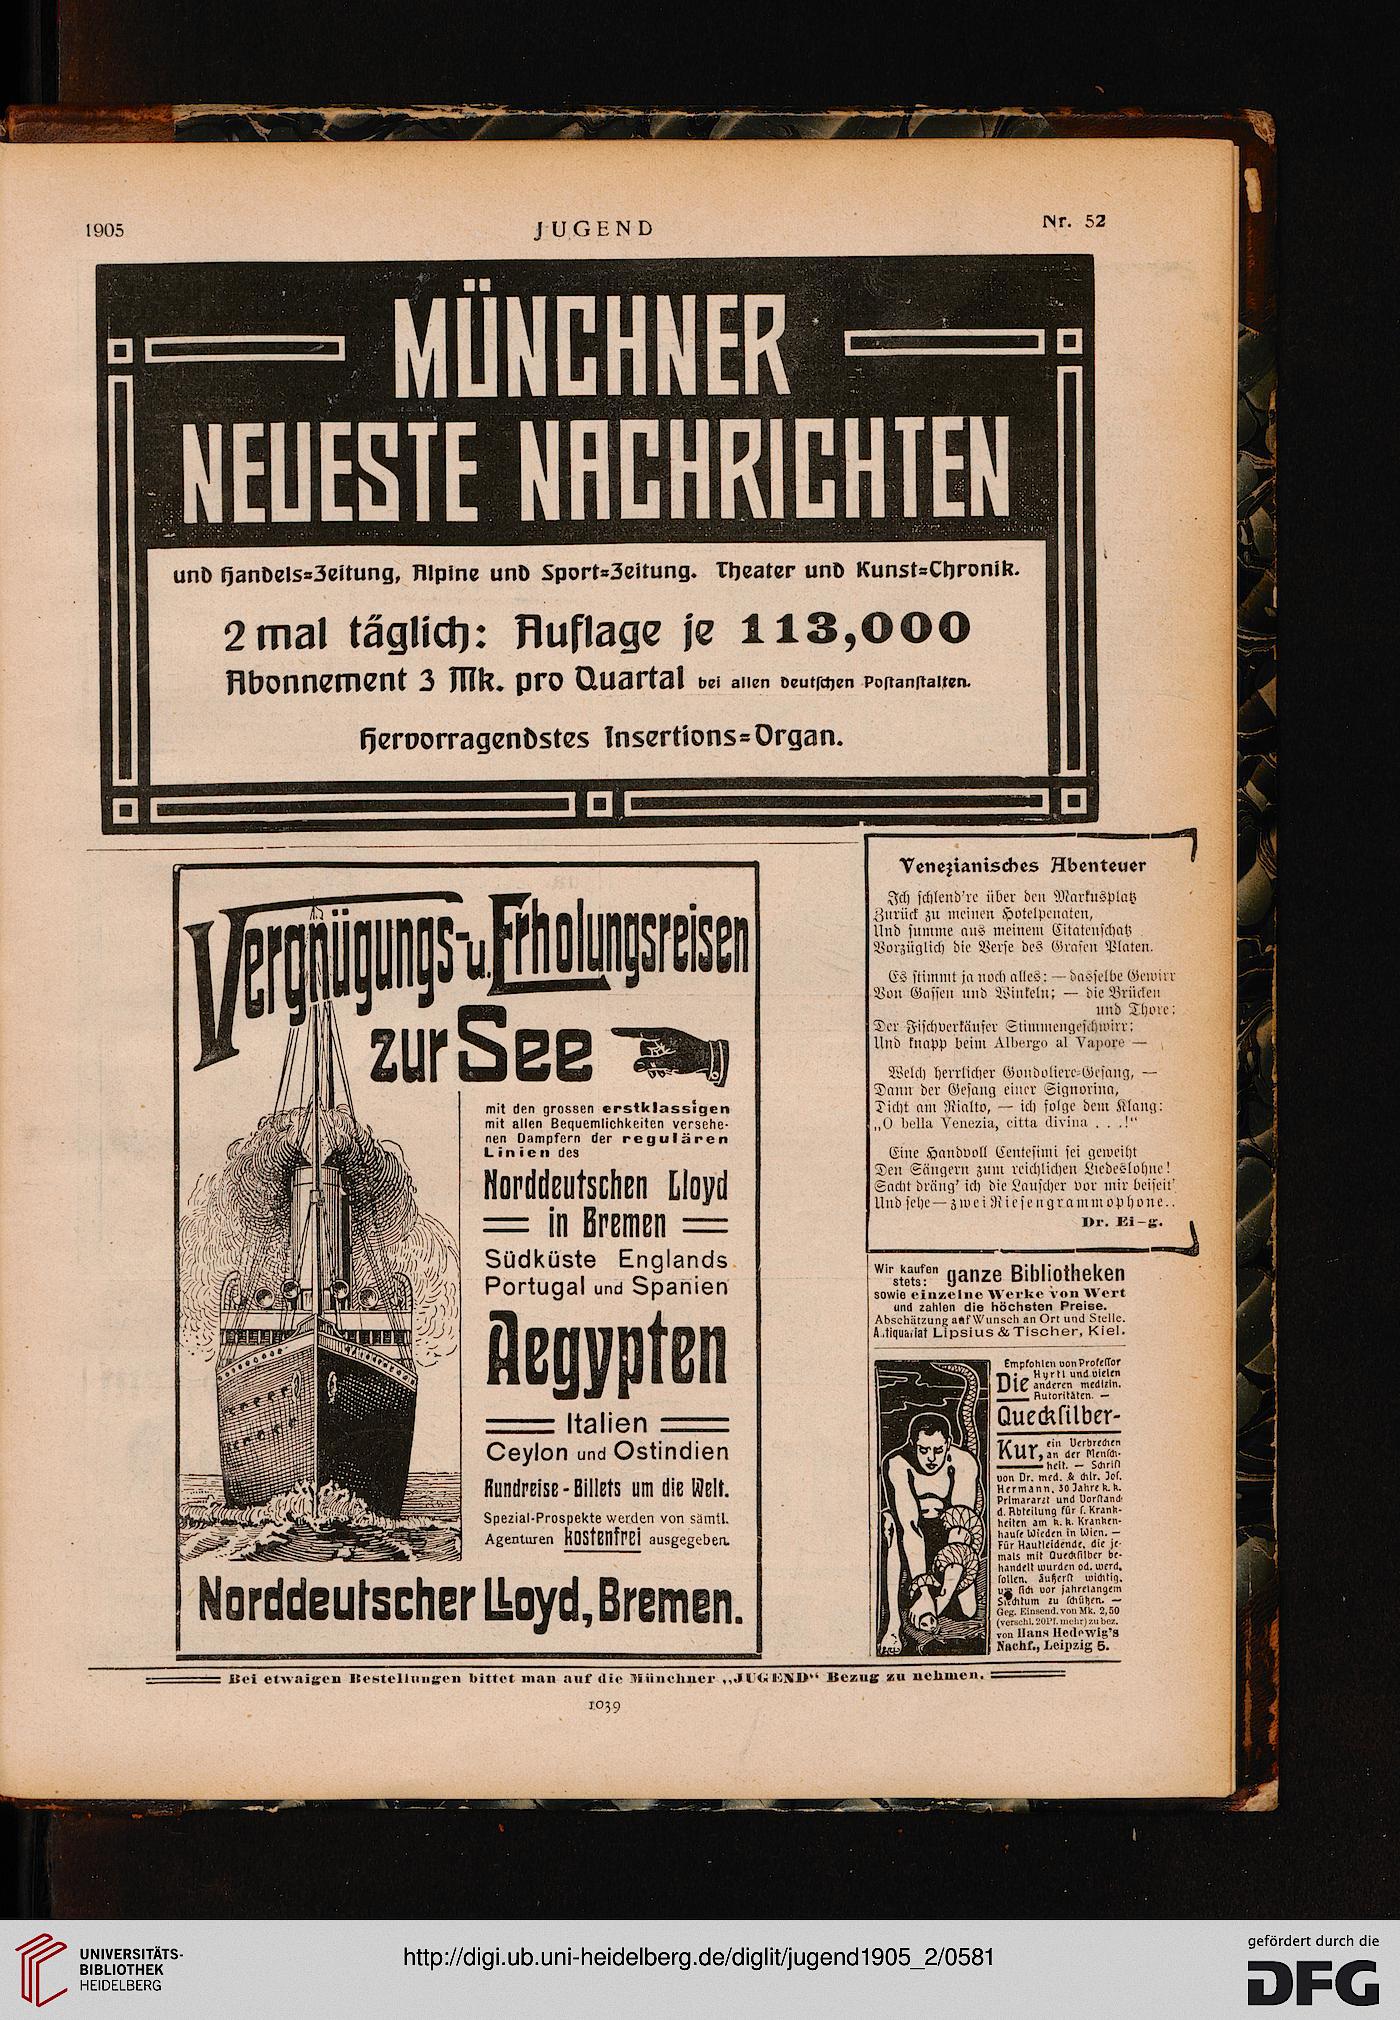 1905
JUGEND
Nr. 52
MÜNCHNER
NEUESTE NACHRICHTEN
und Handels=Zeitung, Alpine und Sport=Zeitung. Theater und Kunst=Chronik.
2 mal täglich: Auflage je 113,000
Abonnement 3 Mk. pro Quartal bei allen deutschen Postanstalten.
Hervorragendstes Insertions=Organ.
Vergnügungs- u. Erholungsreisen
zur See
mit den grossen erstklassigen
mit allen Bequemlichkeiten versehe-
nen Dampfern der regulären
Linien des
Norddeutschen Lloyd
in Bremen
Südküste Englands
Portugal und Spanien
Aegypten
Italien
Ceylon und Ostindien
Rundreise-Billets um die Welt.
Spezial-Prospekte werden von sämtl.
Agenturen kostenfrei ausgegeben.
Norddeutscher Lloyd, Bremen.
Venezianisches Abenteuer
Ich schlend're über den Markusplatz
Zurück zu meinen Hotelpenaten,
Und summe aus meinem Citatenschatz
Vorzüglich die Verse des Grafen Platen.
Es stimmt ja noch alles: — dasselbe Gewirr
Von Gassen und Winkeln; — die Brücken
und Thore;
Der Fischverkäufer Stimmengeschwirr;
Und knapp beim Albergo al Vapore —
Welch herrlicher Gondoliere-Gesang, —
Dann der Gesang einer Signorina,
Dicht am Rialto, — ich folge dem Klang:
„O bella Venezia, citta divina . . .!“
Eine Handvoll Centesimi sei geweiht
Den Sängern zum reichlichen Liedeslohne!
Sacht dräng' ich die Lauscher vor mir beiseit'
Und sehe — zwei Riesengrammophone..
Dr. Ei-g.
Wir kaufen stets: ganze Bibliotheken
sowie einzelne Werke von Wert
und zahlen die höchsten Preise.
Abschätzung auf Wunsch an Ort und Stelle.
Antiquariat Lipsius & Tischer, Kiel.
Empfohlen von Professor
Hyrtl und vielen
Die anderen medizin.
Autoritäten. —
Quecksilber-
Kur, ein Verbrechen
an der Mensch-
heit. — Schrift
von Dr. med. & chir. Jos.
Hermann, 30 Jahre k. k.
Primararzt und Vorstand
d. Abteilung für s. Krank-
heiten am k. k. Kranken-
hause Wieden in Wien. —
Für Hautleidende, die je-
mals mit Quecksilber be-
handelt wurden od. werd.
sollen. Äußerst wichtig,
um sich vor jahrelangem
Siechtum zu schützen. —
Geg. Einsend. von Mk. 2,50
(verschl. 20Pf. mehr) zu bez.
von Hans Hedewig's
Nachf., Leipzig 5.
Bei etwaigen Bestellungen bittet man auf die Münchner „JUGEND“ Bezug zu nehmen.
1039
UNIVERSITÄTS-
BIBLIOTHEK
HEIDELBERG
http://digi.ub.uni-heidelberg.de/diglit/jugend1905_2/0581
gefördert durch die
DFG